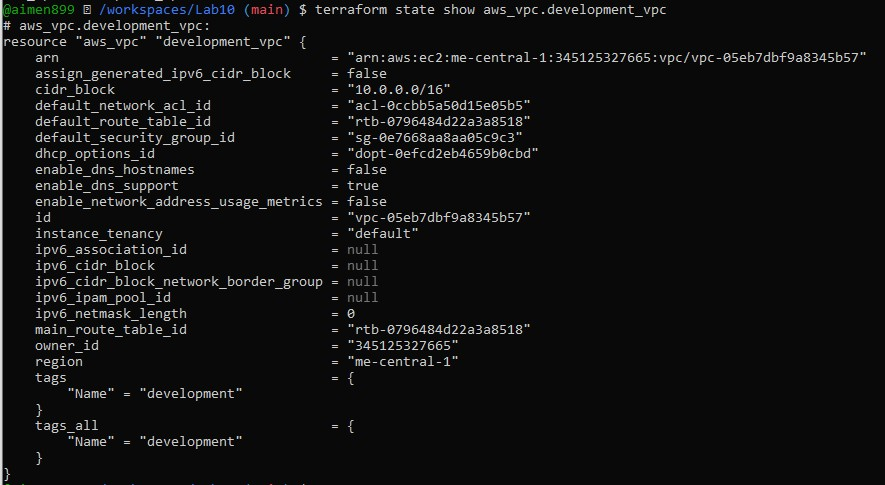 @aimen899 /workspaces/Lab10 (main) $ terraform state show aws_vpc.development_vpc
# aws_vpc.development_vpc:
resource "aws_vpc" "development_vpc" {
    arn                                  = "arn:aws:ec2:me-central-1:345125327665:vpc/vpc-05eb7dbf9a8345b57"
    assign_generated_ipv6_cidr_block     = false
    cidr_block                           = "10.0.0.0/16"
    default_network_acl_id               = "acl-0ccbb5a50d15e05b5"
    default_route_table_id               = "rtb-0796484d22a3a8518"
    default_security_group_id            = "sg-0e7668aa8aa05c9c3"
    dhcp_options_id                      = "dopt-0efcd2eb4659b0cbd"
    enable_dns_hostnames                 = false
    enable_dns_support                   = true
    enable_network_address_usage_metrics = false
    id                                   = "vpc-05eb7dbf9a8345b57"
    instance_tenancy                     = "default"
    ipv6_association_id                  = null
    ipv6_cidr_block                      = null
    ipv6_cidr_block_network_border_group = null
    ipv6_ipam_pool_id                    = null
    ipv6_netmask_length                  = 0
    main_route_table_id                  = "rtb-0796484d22a3a8518"
    owner_id                             = "345125327665"
    region                               = "me-central-1"
    tags                                 = {
        "Name" = "development"
    }
    tags_all                             = {
        "Name" = "development"
    }
}